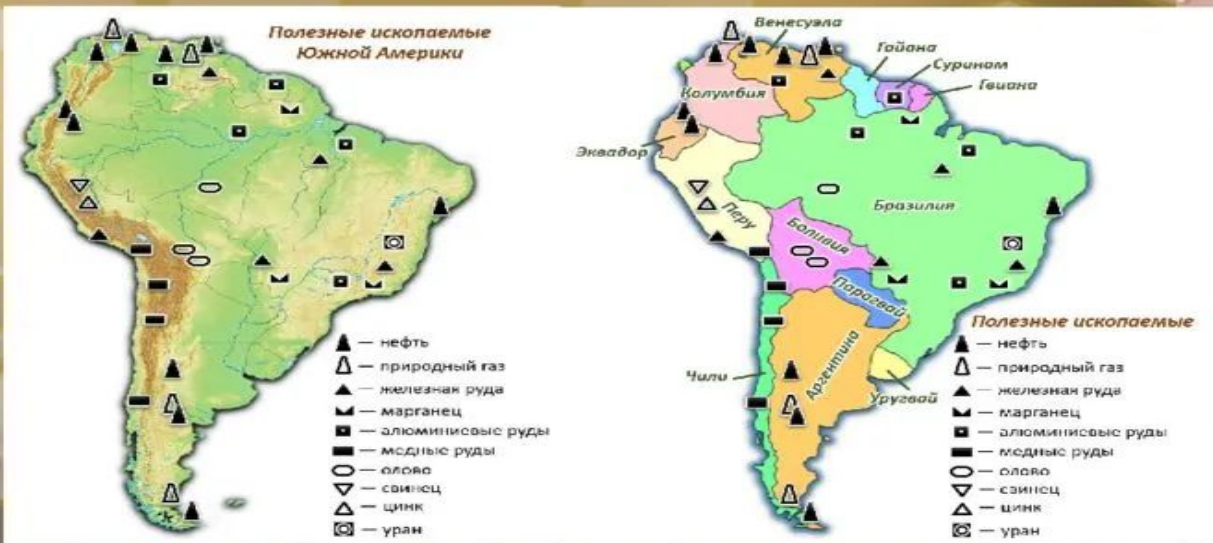 Полезные ископаемые
Южной Америки
— нефть
— природный газ
— железная руда
— марганец
— алюминиевые руды
— медные руды
— олово
— свинец
— цинк
— уран
Венесуэла
Гайана
Суринам
Гвиана
Колумбия
Эквадор
Перу
Бразилия
Боливия
Парагвай
Чили
Аргентина
Уругвай
Полезные ископаемые
— нефть
— природный газ
— железная руда
— марганец
— алюминиевые руды
— медные руды
— олово
— свинец
— цинк
— уран